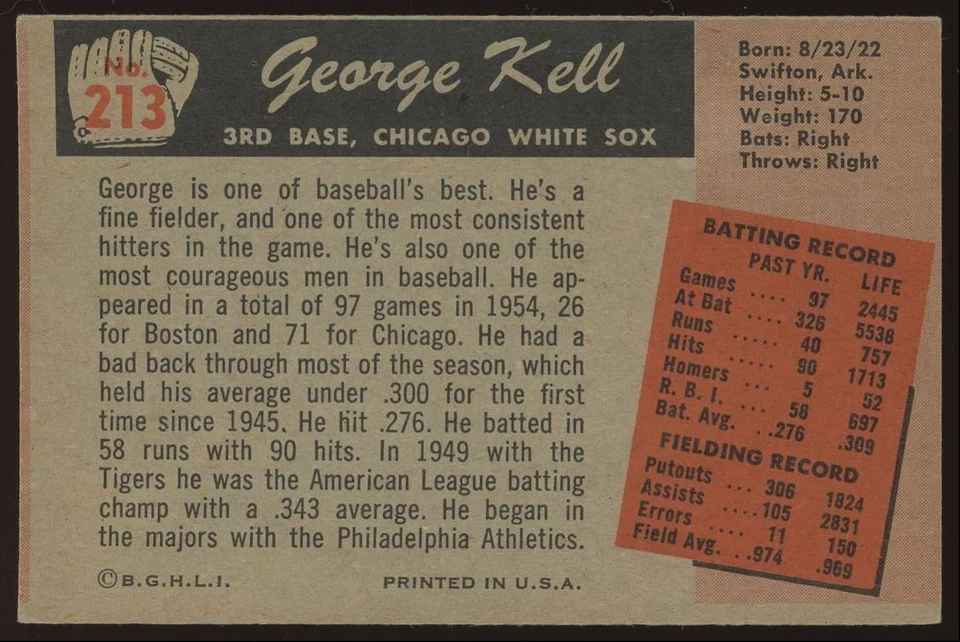 No.
213
George Kell
3RD BASE, CHICAGO WHITE SOX
Born: 8/23/22
Swifton, Ark.
Height: 5-10
Weight: 170
Bats: Right
Throws: Right
George is one of baseball's best. He's a
fine fielder, and one of the most consistent
hitters in the game. He's also one of the
most courageous men in baseball. He ap-
peared in a total of 97 games in 1954, 26
for Boston and 71 for Chicago. He had a
bad back through most of the season, which
held his average under .300 for the first
time since 1945. He hit .276. He batted in
58 runs with 90 hits. In 1949 with the
Tigers he was the American League batting
champ with a .343 average. He began in
the majors with the Philadelphia Athletics.
BATTING RECORD
PAST YR. LIFE
Games .... 97 2445
At Bat .... 326 5538
Runs ..... 40 757
Hits ..... 90 1713
Homers ... 5 52
R. B. I. ... 58 697
Bat. Avg. ..276 .309
FIELDING RECORD
Putouts ... 306 1824
Assists ....105 2831
Errors ..... 11 150
Field Avg. ..974 .969
©B.G.H.L.I. PRINTED IN U.S.A.